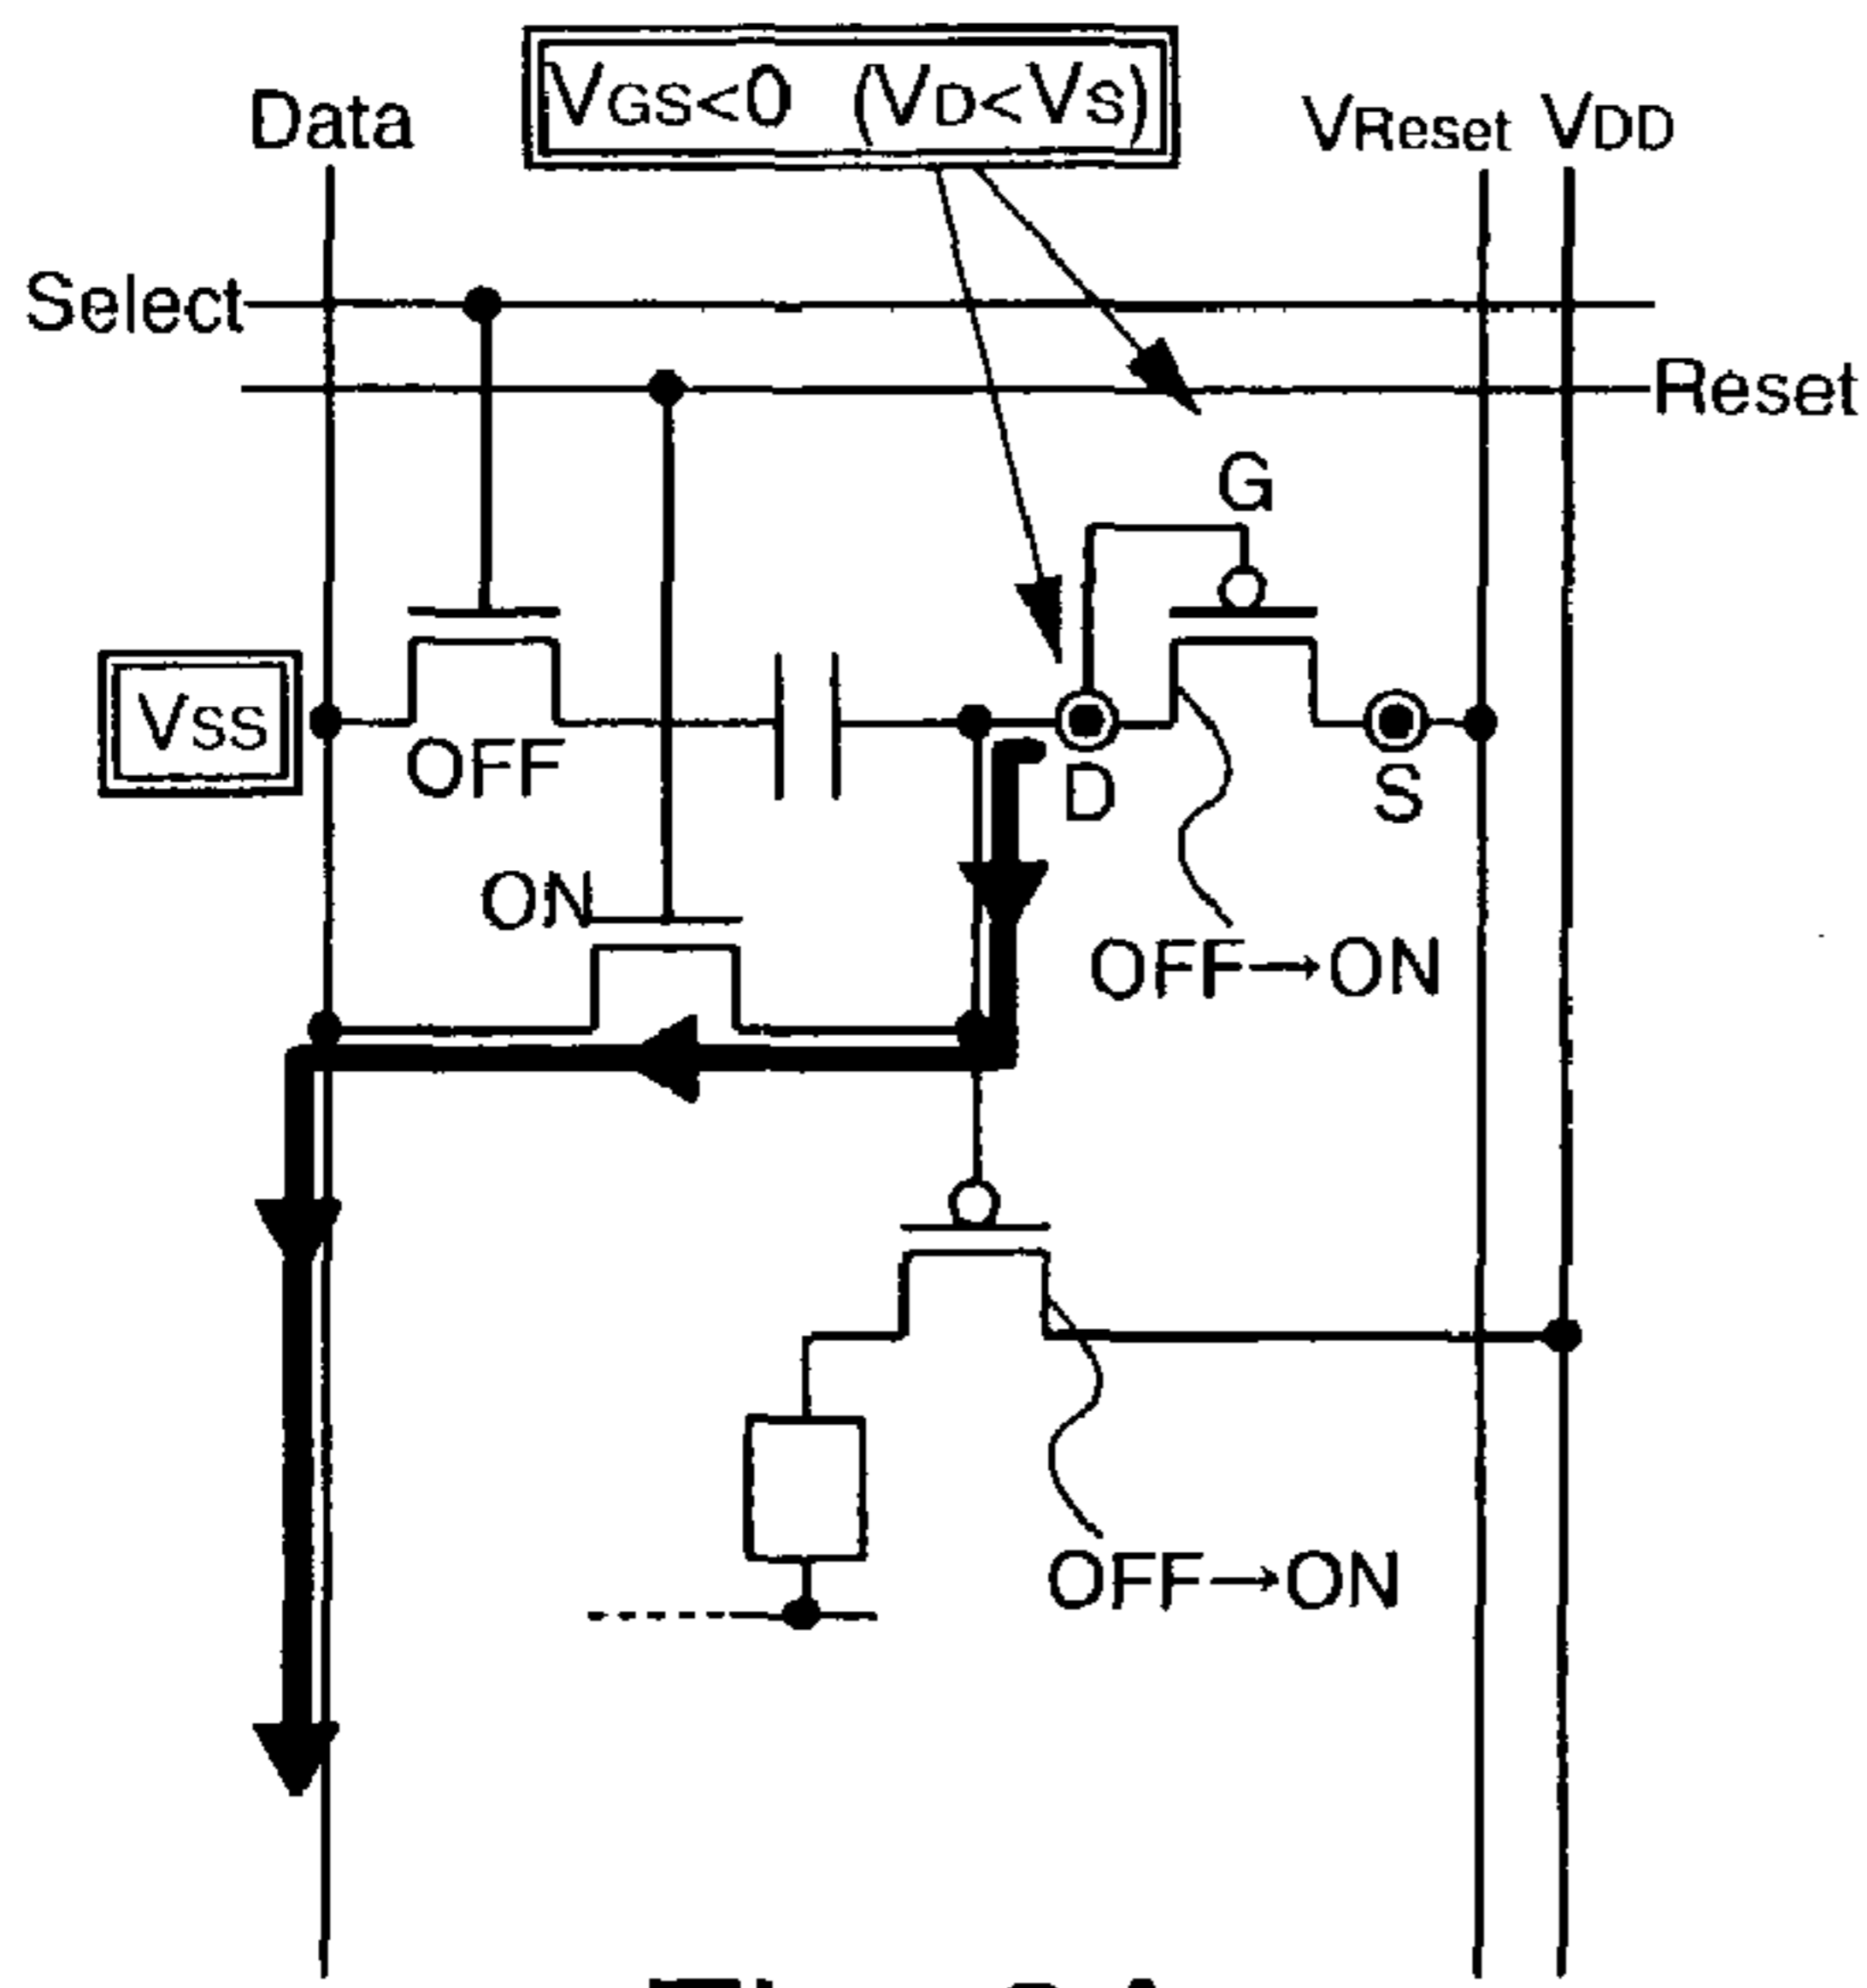 VGS<0 (VD<VS)
Data
VReset VDD
Select
Reset
G
VSS
OFF
D
S
ON
OFF→ON
OFF→ON